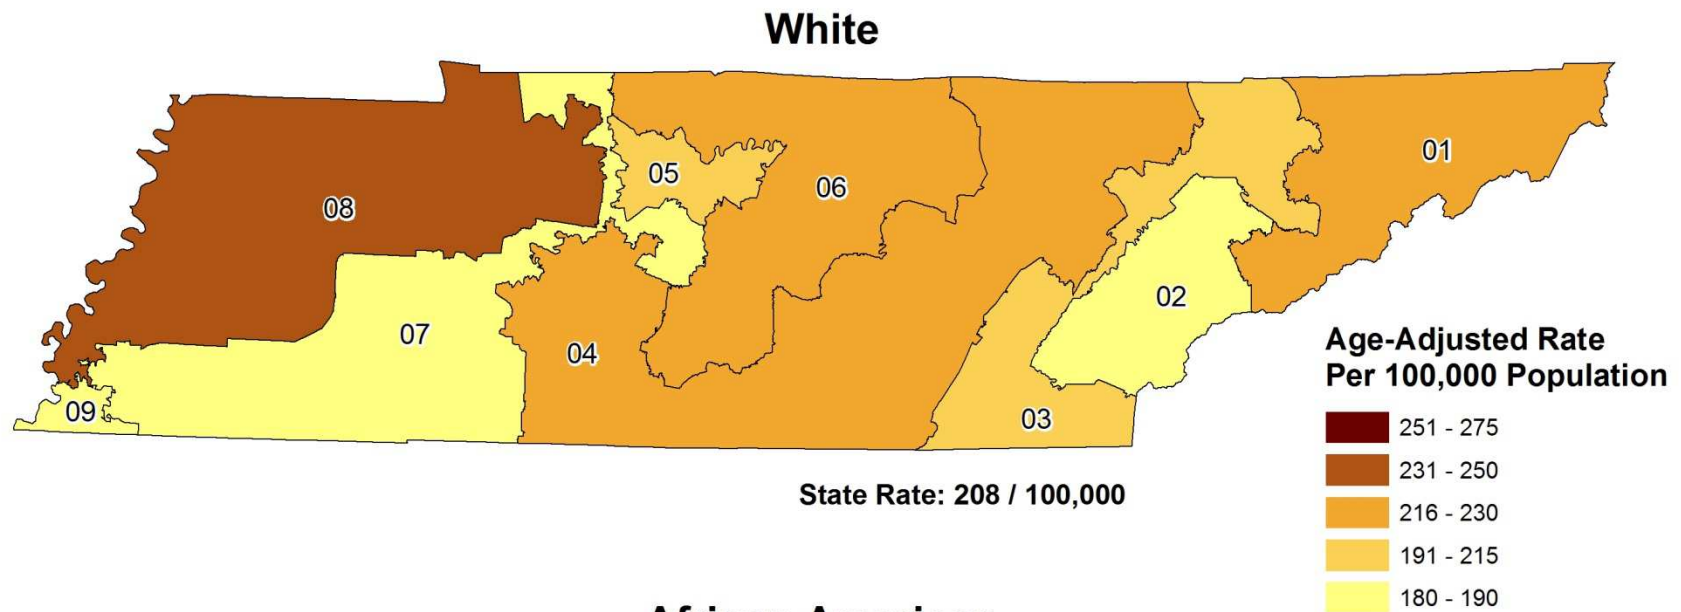 White
01
05
06
08
02
07
04
09
03
Age-Adjusted Rate
Per 100,000 Population
251 - 275
231 - 250
216 - 230
191 - 215
180 - 190
State Rate: 208 / 100,000